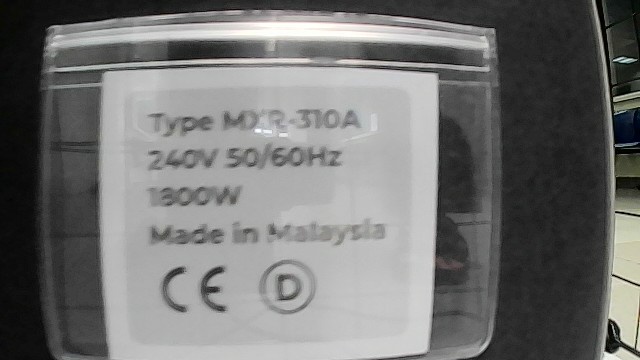 Type MXR-310A
240V 50/60Hz
1800W
Made in Malaysia
CE D